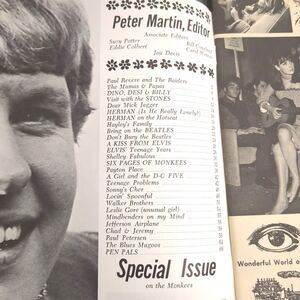 Peter Martin, Editor
Associate Editors
Suzy Potter
Eddie Colbert
Jeu Davis
Paul Revere and The Raiders
The Mamas & Papas
DINO, DESI & BILLY
Visit with the STONES
Dear Mick Jagger
HERMAN (Is He Really Lonely)
HERMAN on the Hotseat
Hayley's Family
Bring on the BEATLES
Don't Bury the Beatles
A KISS FROM ELVIS
ELVIS' Teenage Years
Shelley Fabulous
SIX PAGES OF MONKEES
Payton Place
A Girl and the D-C FIVE
Teenage Problems
Sonny's Cher
Lovin' Spoonful
Walker Brothers
Leslie Gore (unusual girl)
Mindbenders on my Mind
Jefferson Airplane
Chad & Jeremy
Paul Petersen
The Blues Magoos
PEN PALS
Special Issue
on the Monkees
Wonderful World o